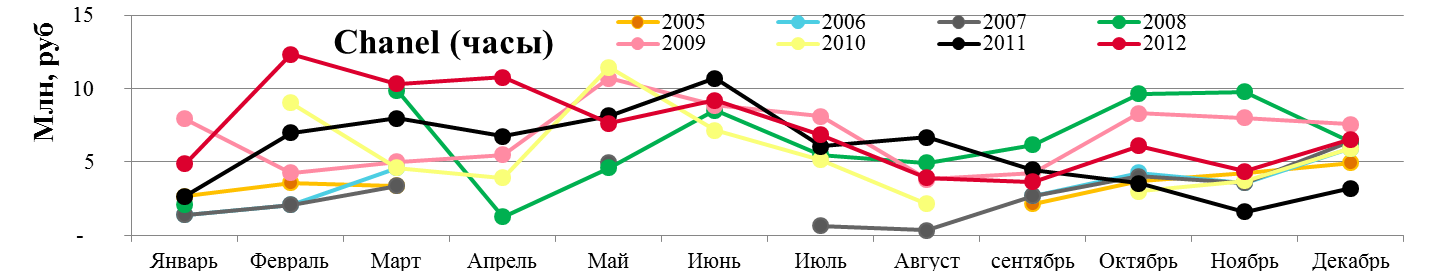 15
2005 2006 2007 2008
2009 2010 2011 2012
Chanel (часы)
Млн, руб
10
5
-
Январь Февраль Март Апрель Май Июнь Июль Август сентябрь Октябрь Ноябрь Декабрь